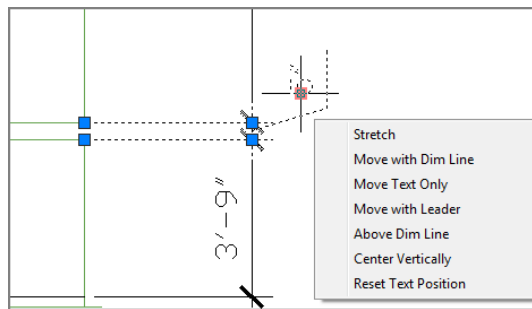 Stretch
Move with Dim Line
Move Text Only
Move with Leader
Above Dim Line
Center Vertically
Reset Text Position
3'-9"